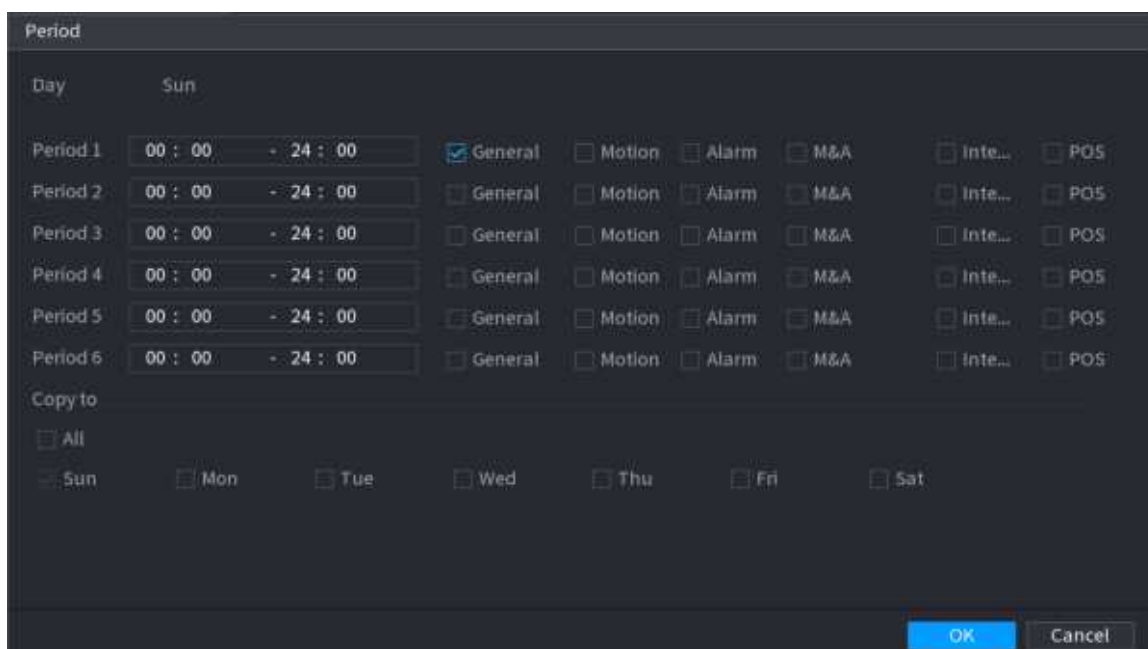 Period
Day Sun
Period 1 00 : 00 - 24 : 00 General Motion Alarm M&A Inte... POS
Period 2 00 : 00 - 24 : 00 General Motion Alarm M&A Inte... POS
Period 3 00 : 00 - 24 : 00 General Motion Alarm M&A Inte... POS
Period 4 00 : 00 - 24 : 00 General Motion Alarm M&A Inte... POS
Period 5 00 : 00 - 24 : 00 General Motion Alarm M&A Inte... POS
Period 6 00 : 00 - 24 : 00 General Motion Alarm M&A Inte... POS
Copy to
All
Sun Mon Tue Wed Thu Fri Sat
OK Cancel